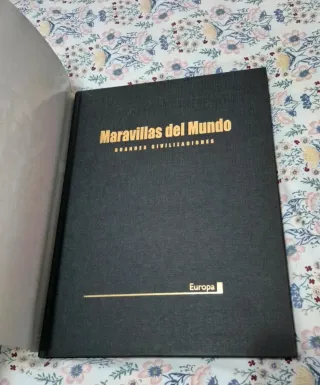 Maravillas del Mundo
GRANDES CIVILIZACIONES
Europa